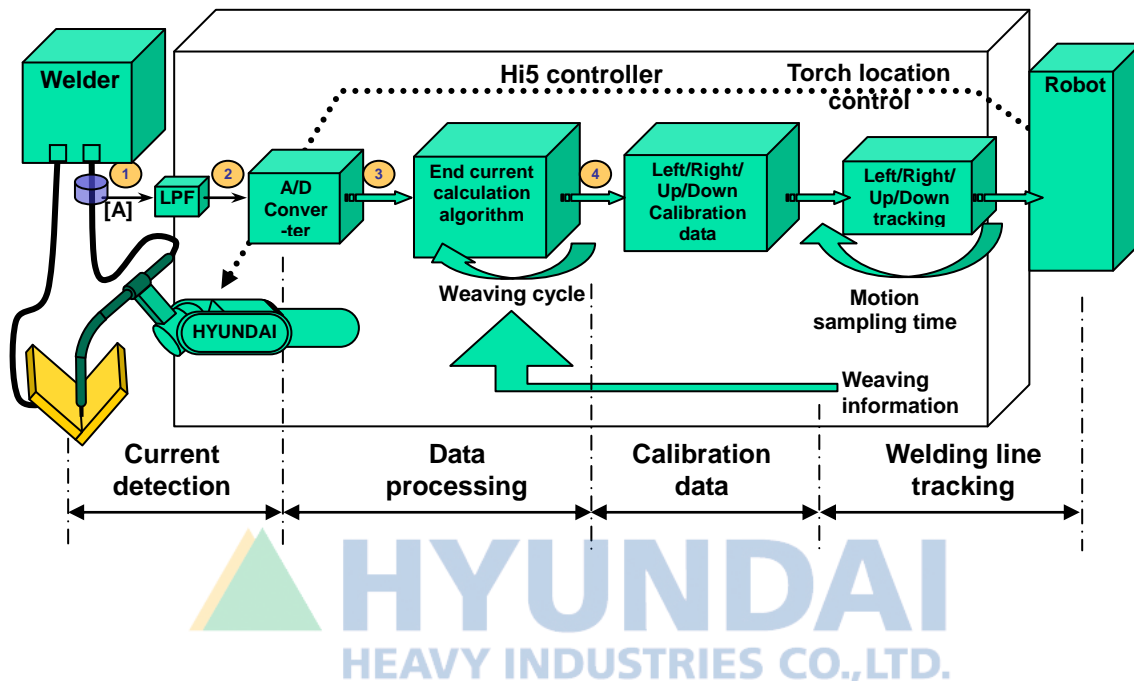 Welder
Hi5 controller
Torch location
control
Robot
1
2
3
4
[A]
LPF
A/D
Conver
-ter
End current
calculation
algorithm
Left/Right/
Up/Down
Calibration
data
Left/Right/
Up/Down
tracking
HYUNDAI
Weaving cycle
Motion
sampling time
Weaving
information
Current
detection
Data
processing
Calibration
data
Welding line
tracking
HYUNDAI
HEAVY INDUSTRIES CO.,LTD.